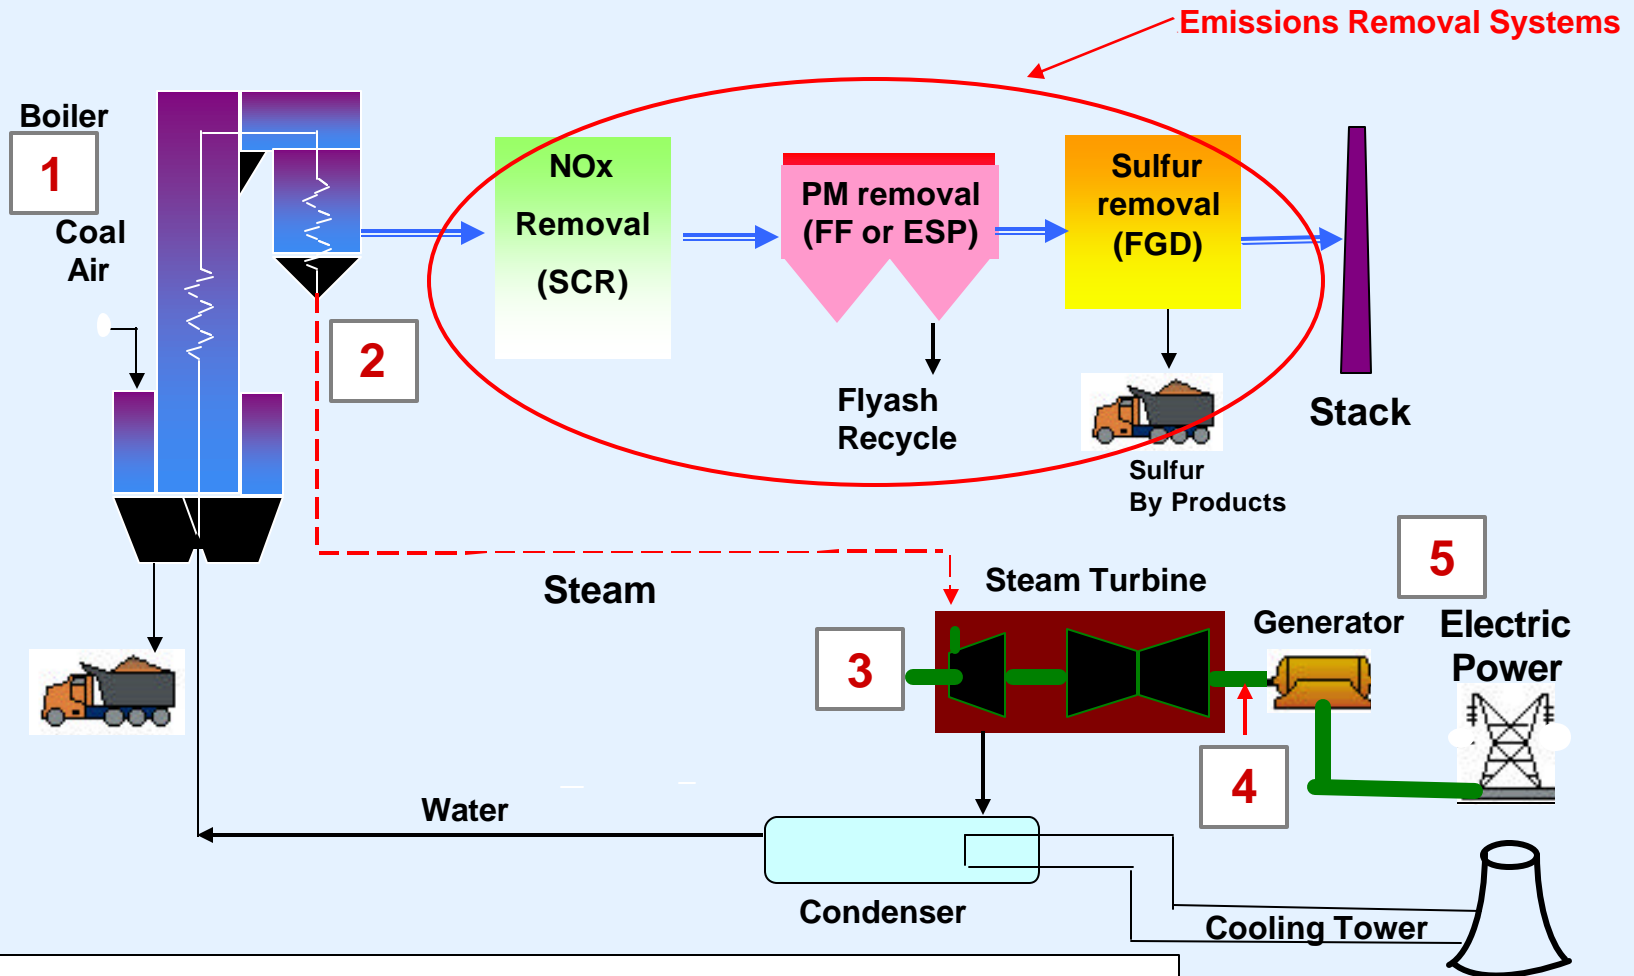 Emissions Removal Systems
Boiler
1
Coal
Air
NOx
Removal
(SCR)
PM removal
(FF or ESP)
Sulfur
removal
(FGD)
2
Flyash
Recycle
Sulfur
By Products
Stack
Steam
Steam Turbine
3
4
Generator
5
Electric
Power
Water
Condenser
Cooling Tower